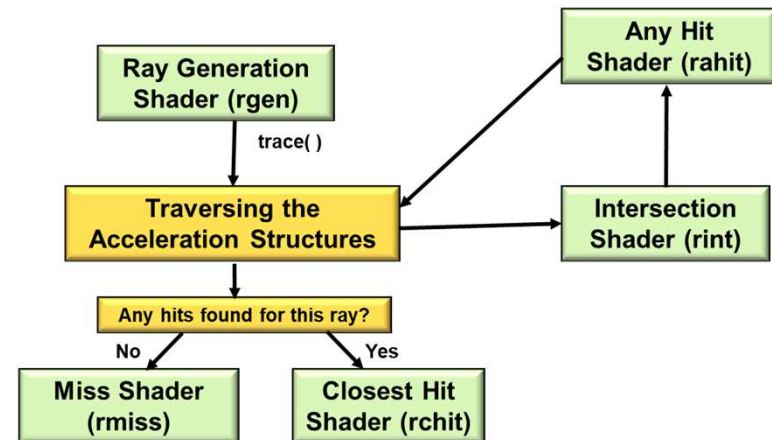 Ray Generation
Shader (rgen)
trace( )
Any Hit
Shader (rahit)
Traversing the
Acceleration Structures
Intersection
Shader (rint)
Any hits found for this ray?
No
Yes
Miss Shader
(rmiss)
Closest Hit
Shader (rchit)